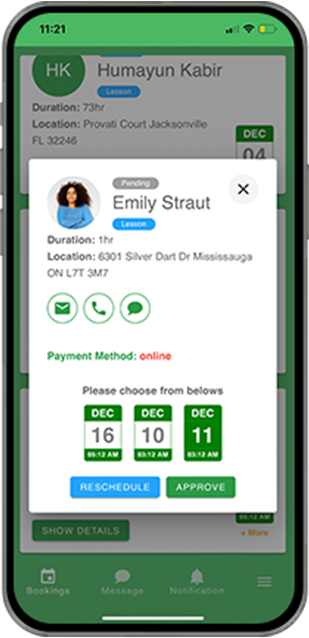 11:21
HK
Humayun Kabir
Lesson
Duration: 73hr
Location: Provati Court Jacksonville
FL 32246
DEC
04
Pending
Emily Straut
Lesson
Duration: 1hr
Location: 6301 Silver Dart Dr Mississauga
ON L7T 3M7
Payment Method: online
Please choose from belows
DEC DEC DEC
16 10 11
05:12 AM 03:12 AM 03:12 AM
RESCHEDULE APPROVE
SHOW DETAILS
05:12 AM
+ More
Bookings Message Notification